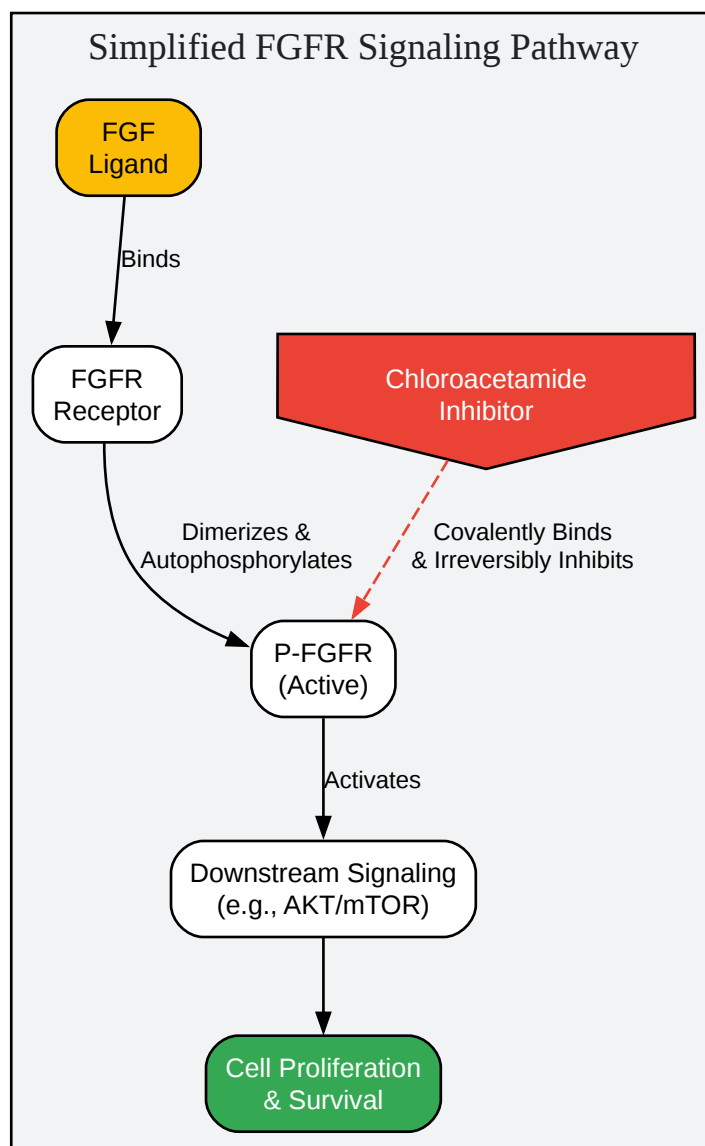 Simplified FGFR Signaling Pathway
FGF
Ligand
Binds
FGFR
Receptor
Chloroacetamide
Inhibitor
Dimerizes &
Autophosphorylates
Covalently Binds
& Irreversibly Inhibits
P-FGFR
(Active)
Activates
Downstream Signaling
(e.g., AKT/mTOR)
Cell Proliferation
& Survival